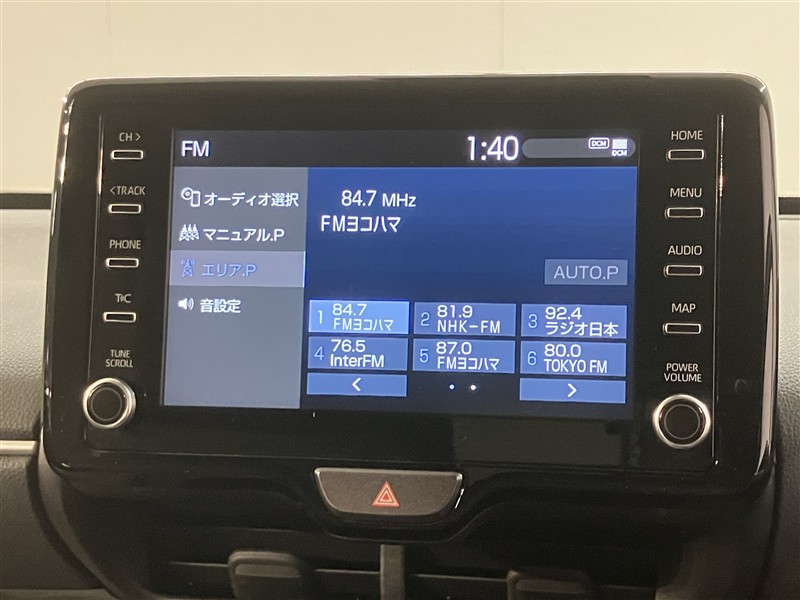 FM
1:40
DCM
DCM
オーディオ選択
マニュアル.P
エリア.P
音設定
84.7 MHz
FMヨコハマ
AUTO.P
1 84.7 FMヨコハマ
2 81.9 NHK-FM
3 92.4 ラジオ日本
4 76.5 InterFM
5 87.0 FMヨコハマ
6 80.0 TOKYO FM
<
>
CH >
< TRACK
PHONE
T&C
TUNE
SCROLL
HOME
MENU
AUDIO
MAP
POWER
VOLUME